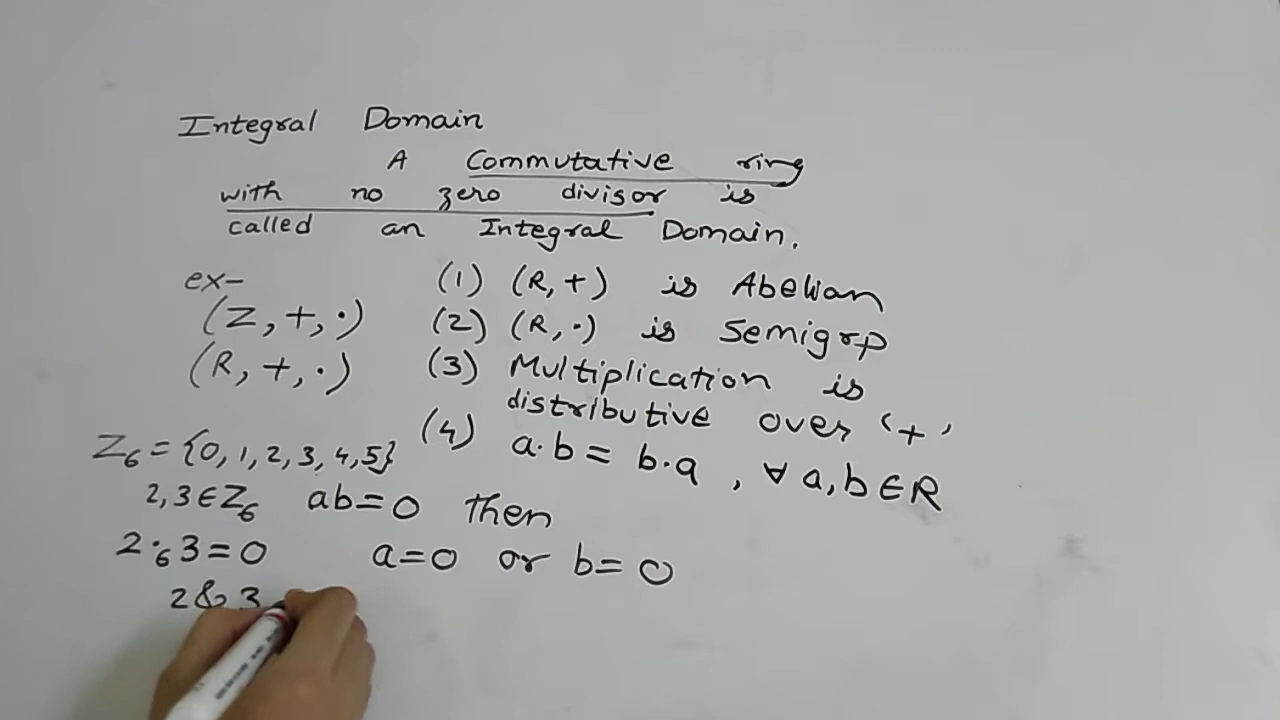 Integral Domain
A Commutative ring
with no zero divisor is
called an Integral Domain.
ex-
(Z, +, ·)
(R, +, ·)
(1) (R, +) is Abelian
(2) (R, ·) is Semigrp
(3) Multiplication is
distributive over '+'
(4) a·b = b·a , ∀ a, b ∈ R
Z₆ = {0, 1, 2, 3, 4, 5}
2, 3 ∈ Z₆
2 ·₆ 3 = 0
2 & 3
ab = 0 then
a = 0 or b = 0